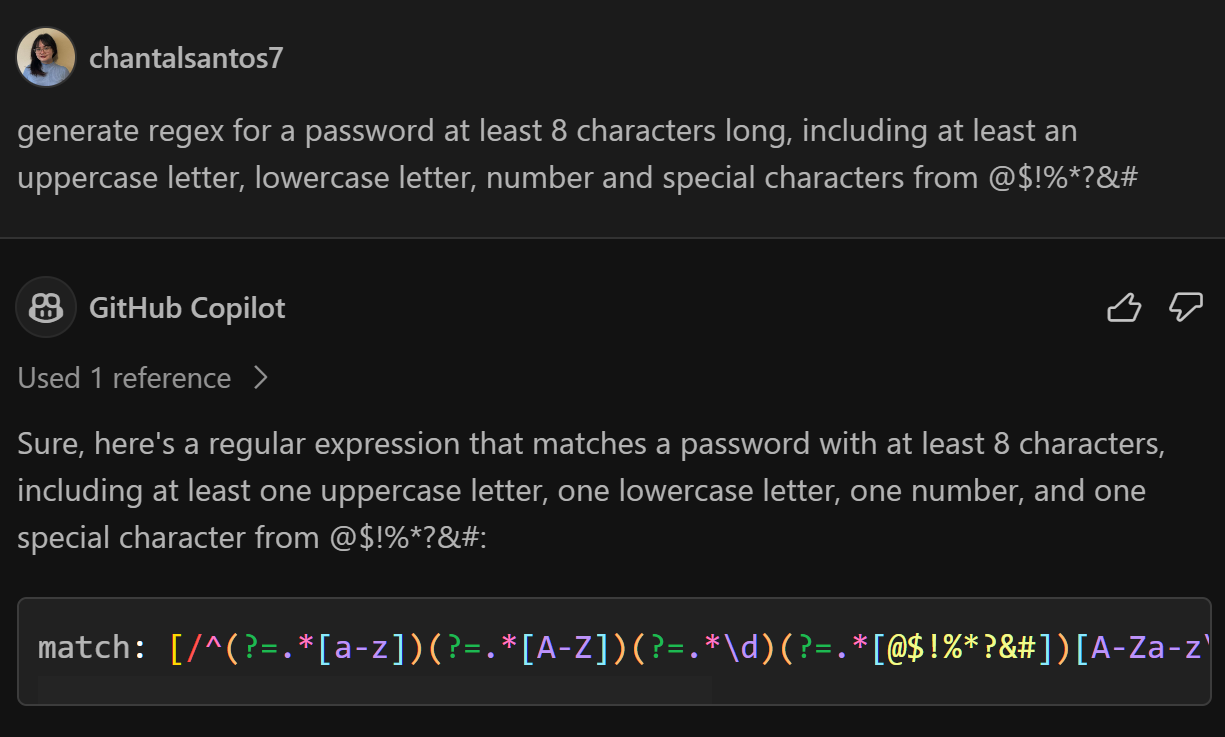 chantalsantos7
generate regex for a password at least 8 characters long, including at least an
uppercase letter, lowercase letter, number and special characters from @$!%*?&#
GitHub Copilot
Used 1 reference
Sure, here's a regular expression that matches a password with at least 8 characters,
including at least one uppercase letter, one lowercase letter, one number, and one
special character from @$!%*?&#:
match: [/^(?=.*[a-z])(?=.*[A-Z])(?=.*\d)(?=.*[@$!%*?&#])[A-Za-z\